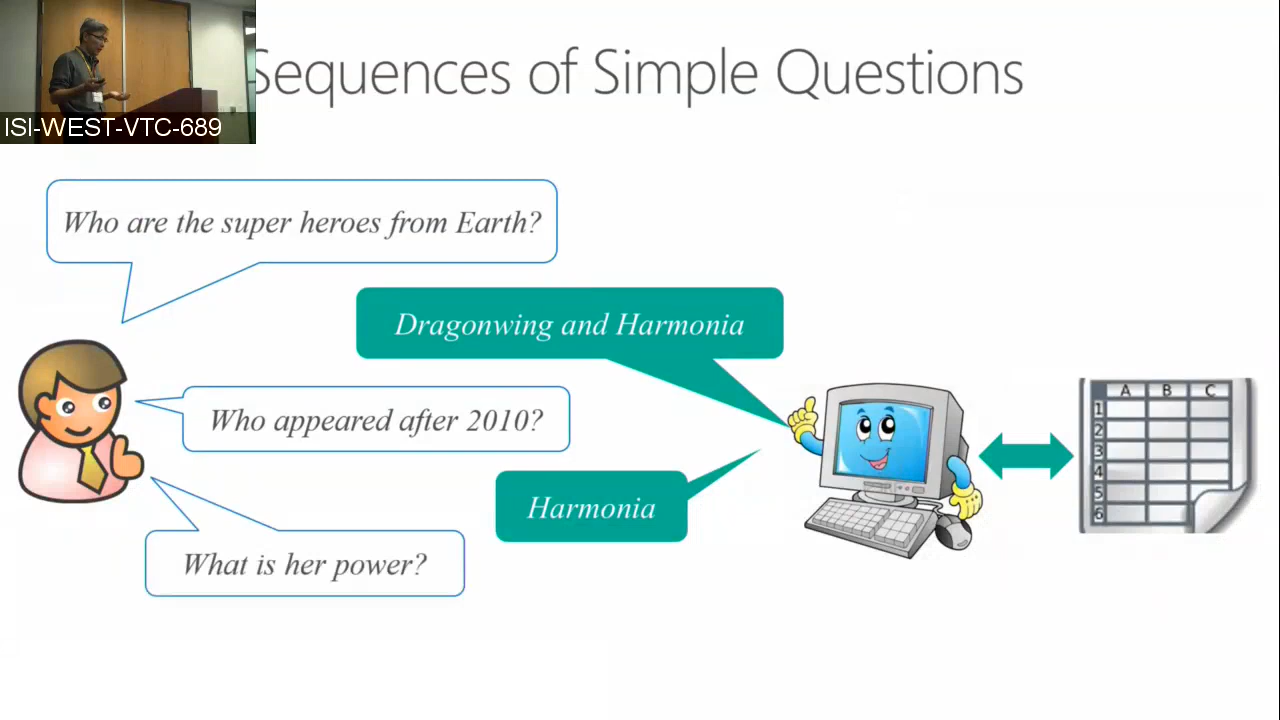 Sequences of Simple Questions
ISI-WEST-VTC-689
Who are the super heroes from Earth?
Dragonwing and Harmonia
Who appeared after 2010?
Harmonia
What is her power?
A B C
1
2
3
4
5
6